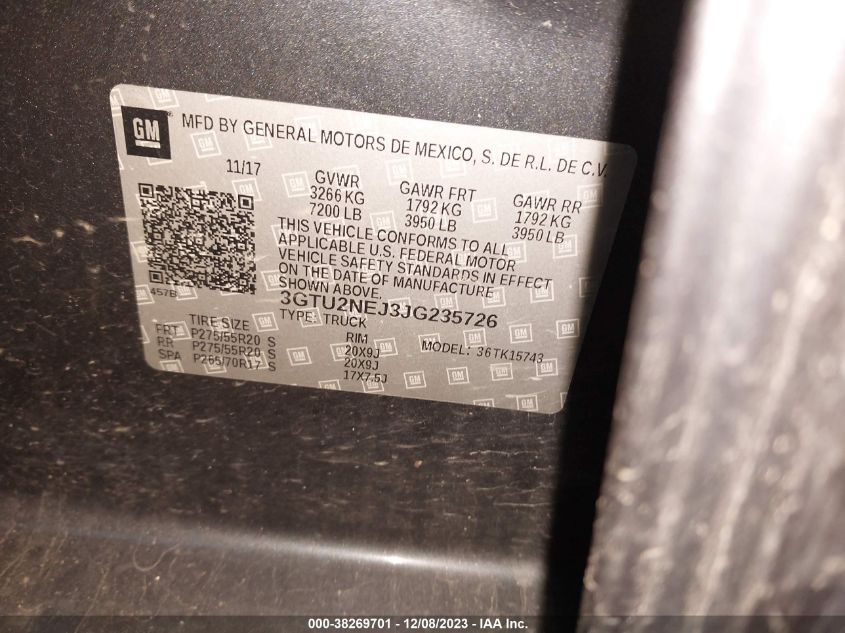 GM
MFD BY GENERAL MOTORS DE MEXICO, S. DE R.L. DE C.V.
11/17
GVWR GAWR FRT GAWR RR
3266 KG 1792 KG 1792 KG
7200 LB 3950 LB 3950 LB
THIS VEHICLE CONFORMS TO ALL
APPLICABLE U.S. FEDERAL MOTOR
VEHICLE SAFETY STANDARDS IN EFFECT
ON THE DATE OF MANUFACTURE
SHOWN ABOVE.
457B
3GTU2NEJ3JG235726
TYPE: TRUCK
MODEL: 36TK15743
TIRE SIZE RIM
FRT P275/55R20 S 20X9J
RR P275/55R20 S 20X9J
SPA P265/70R17 S 17X7.5J
000-38269701 - 12/08/2023 - IAA Inc.